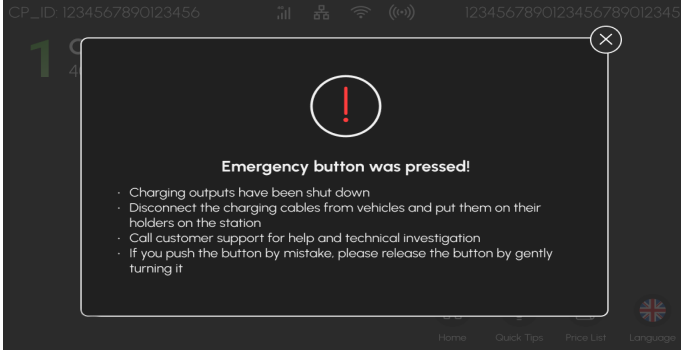 CP_ID: 1234567890123456
1234567890123456789012345
1
Emergency button was pressed!
· Charging outputs have been shut down
· Disconnect the charging cables from vehicles and put them on their
holders on the station
· Call customer support for help and technical investigation
· If you push the button by mistake, please release the button by gently
turning it
Home
Quick Tips
Price List
Language